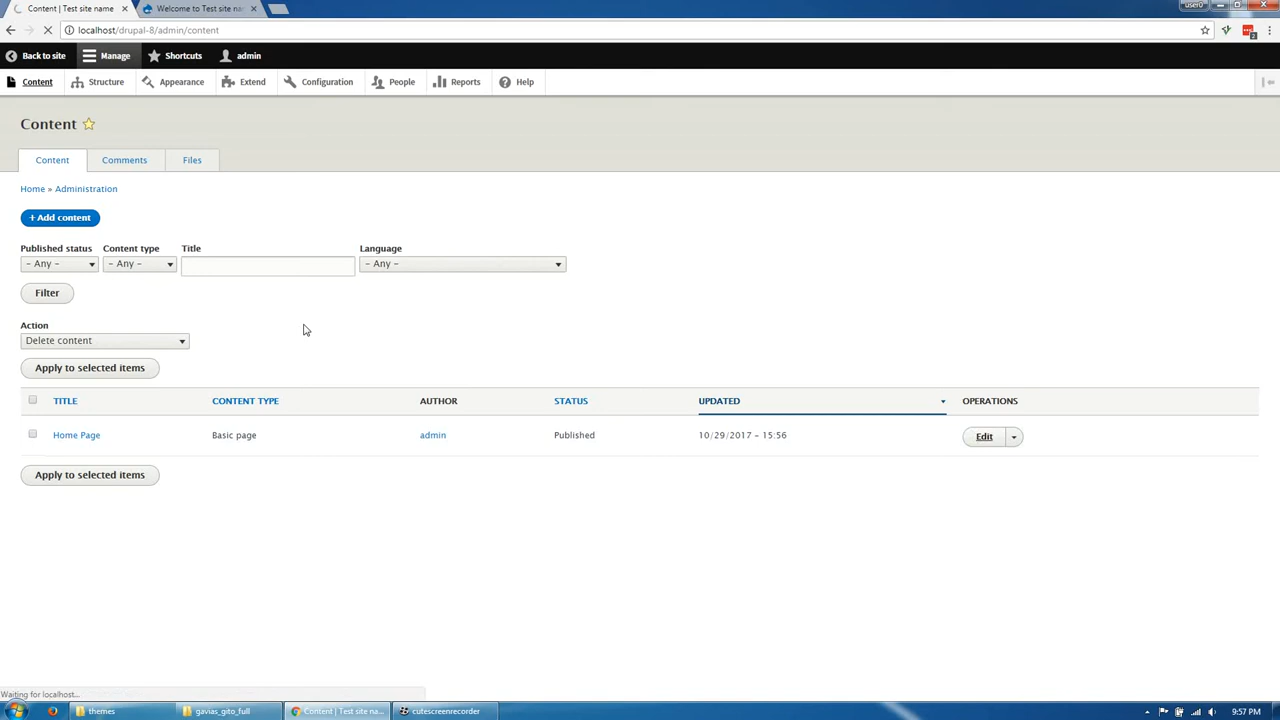 Content | Test site name
Welcome to Test site na
user0
localhost/drupal-8/admin/content
2
Back to site
Manage
Shortcuts
admin
Content
Structure
Appearance
Extend
Configuration
People
Reports
Help
Content
Content
Comments
Files
Home » Administration
+ Add content
Published status
Content type
Title
Language
- Any -
- Any -
- Any -
Filter
Action
Delete content
Apply to selected items
TITLE
CONTENT TYPE
AUTHOR
STATUS
UPDATED
OPERATIONS
Home Page
Basic page
admin
Published
10/29/2017 - 15:56
Edit
Apply to selected items
Waiting for localhost...
themes
gavias_gito_full
Content | Test site na...
cutescreenrecorder
9:57 PM